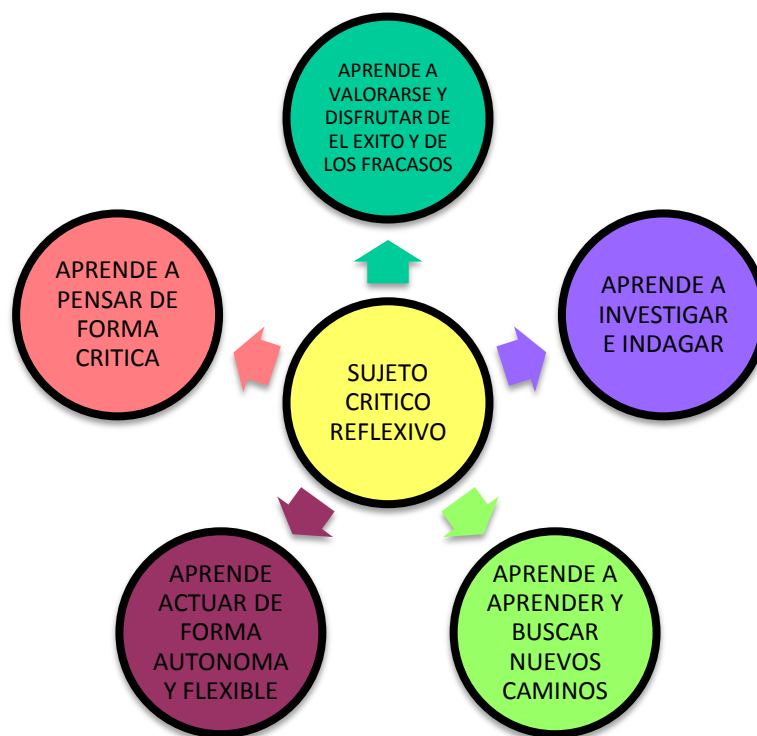 APRENDE A
VALORARSE Y
DISFRUTAR DE
EL EXITO Y DE
LOS FRACASOS
APRENDE A
PENSAR DE
FORMA
CRITICA
APRENDE A
INVESTIGAR
E INDAGAR
SUJETO
CRITICO
REFLEXIVO
APRENDE
ACTUAR DE
FORMA
AUTONOMA
Y FLEXIBLE
APRENDE A
APRENDER Y
BUSCAR
NUEVOS
CAMINOS